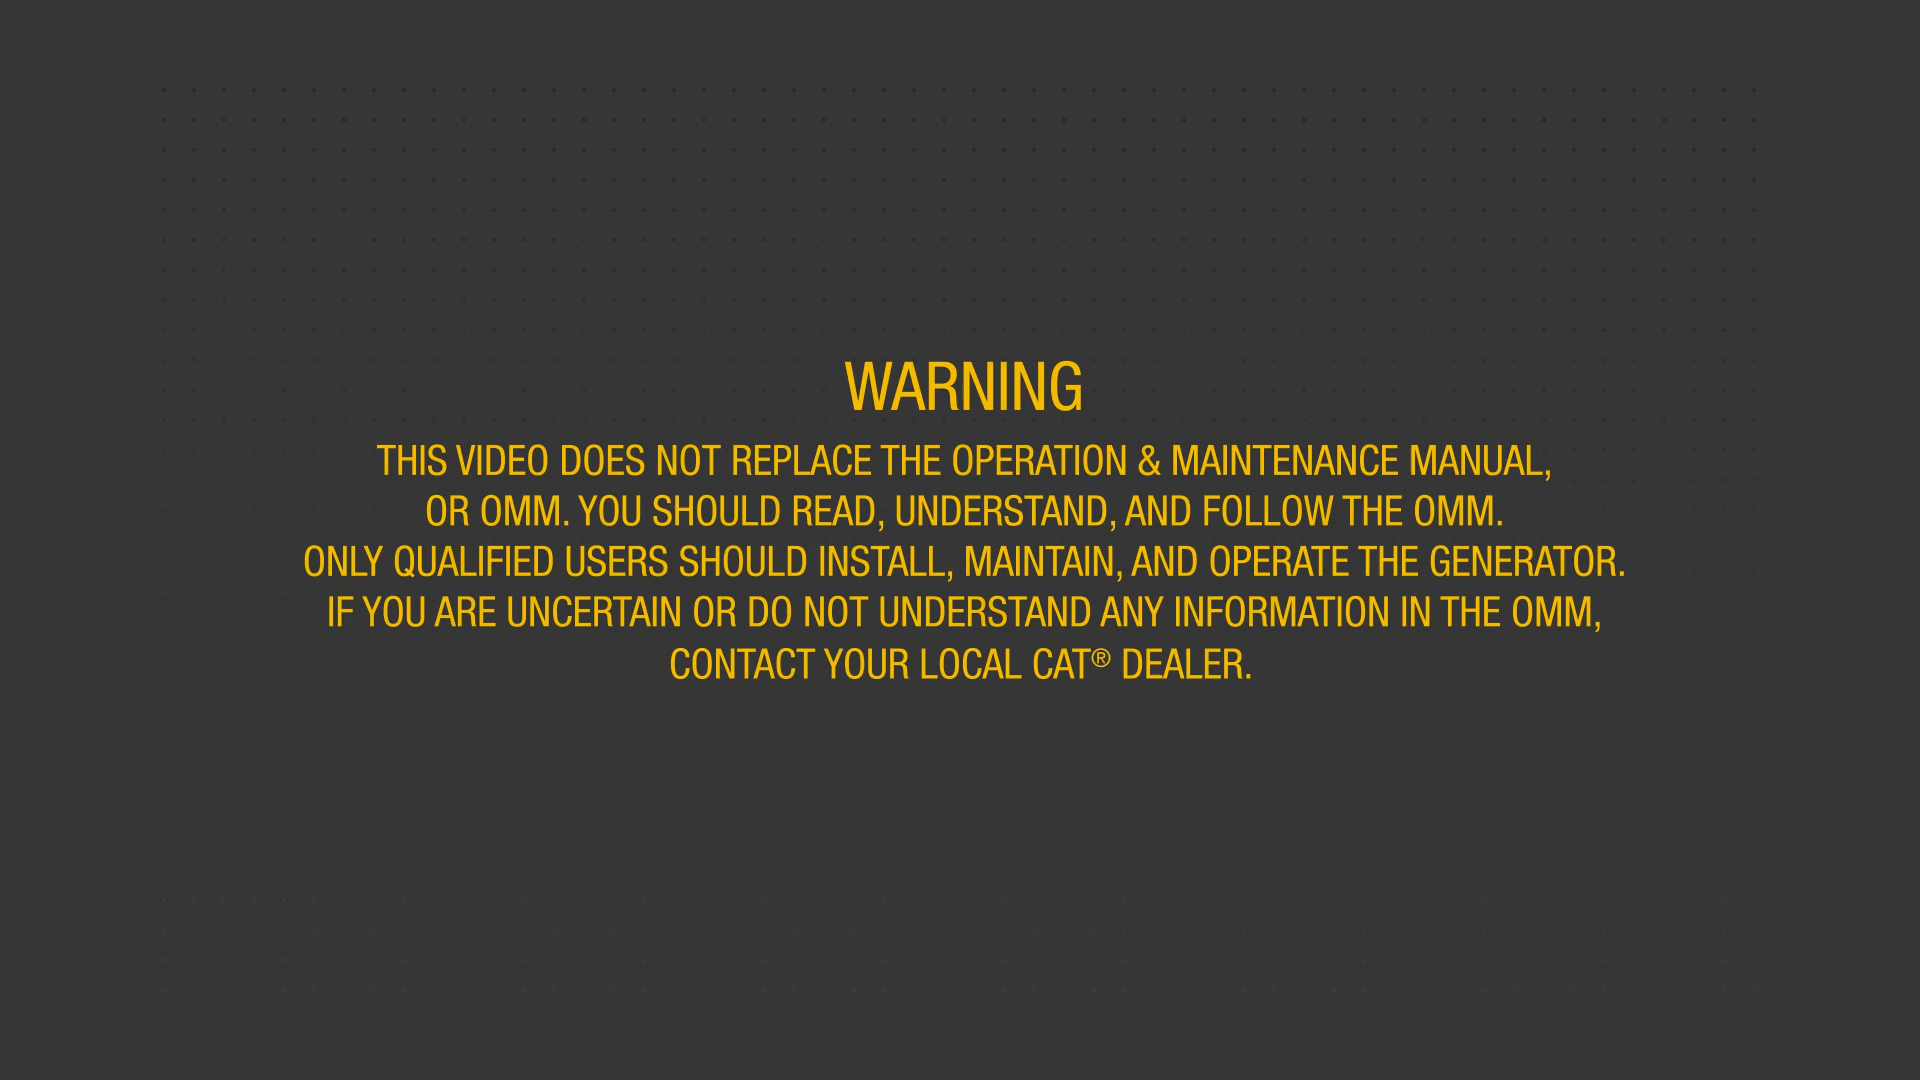 WARNING
THIS VIDEO DOES NOT REPLACE THE OPERATION & MAINTENANCE MANUAL,
OR OMM. YOU SHOULD READ, UNDERSTAND, AND FOLLOW THE OMM.
ONLY QUALIFIED USERS SHOULD INSTALL, MAINTAIN, AND OPERATE THE GENERATOR.
IF YOU ARE UNCERTAIN OR DO NOT UNDERSTAND ANY INFORMATION IN THE OMM,
CONTACT YOUR LOCAL CAT® DEALER.